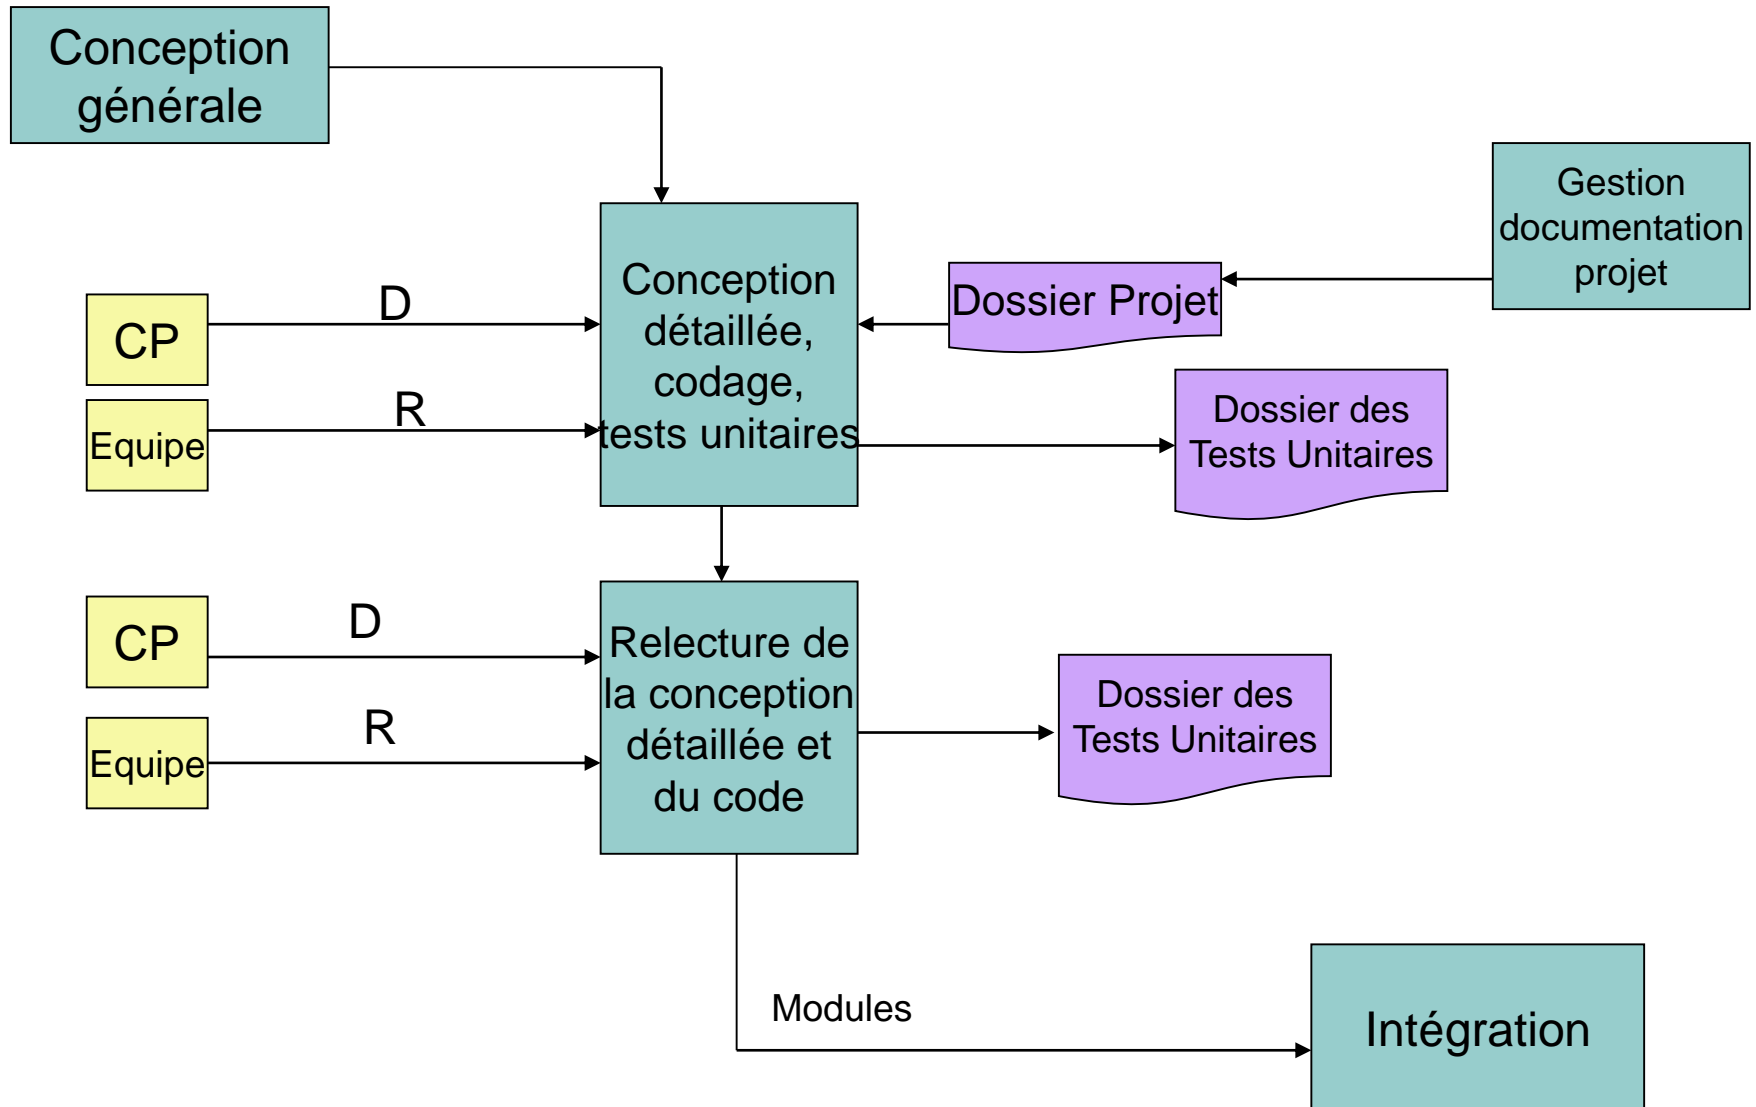 Conception
générale
Gestion
documentation
projet
Conception
détaillée,
codage,
tests unitaires
Dossier Projet
D
CP
R
Equipe
Dossier des
Tests Unitaires
D
CP
R
Equipe
Relecture de
la conception
détaillée et
du code
Dossier des
Tests Unitaires
Modules
Intégration